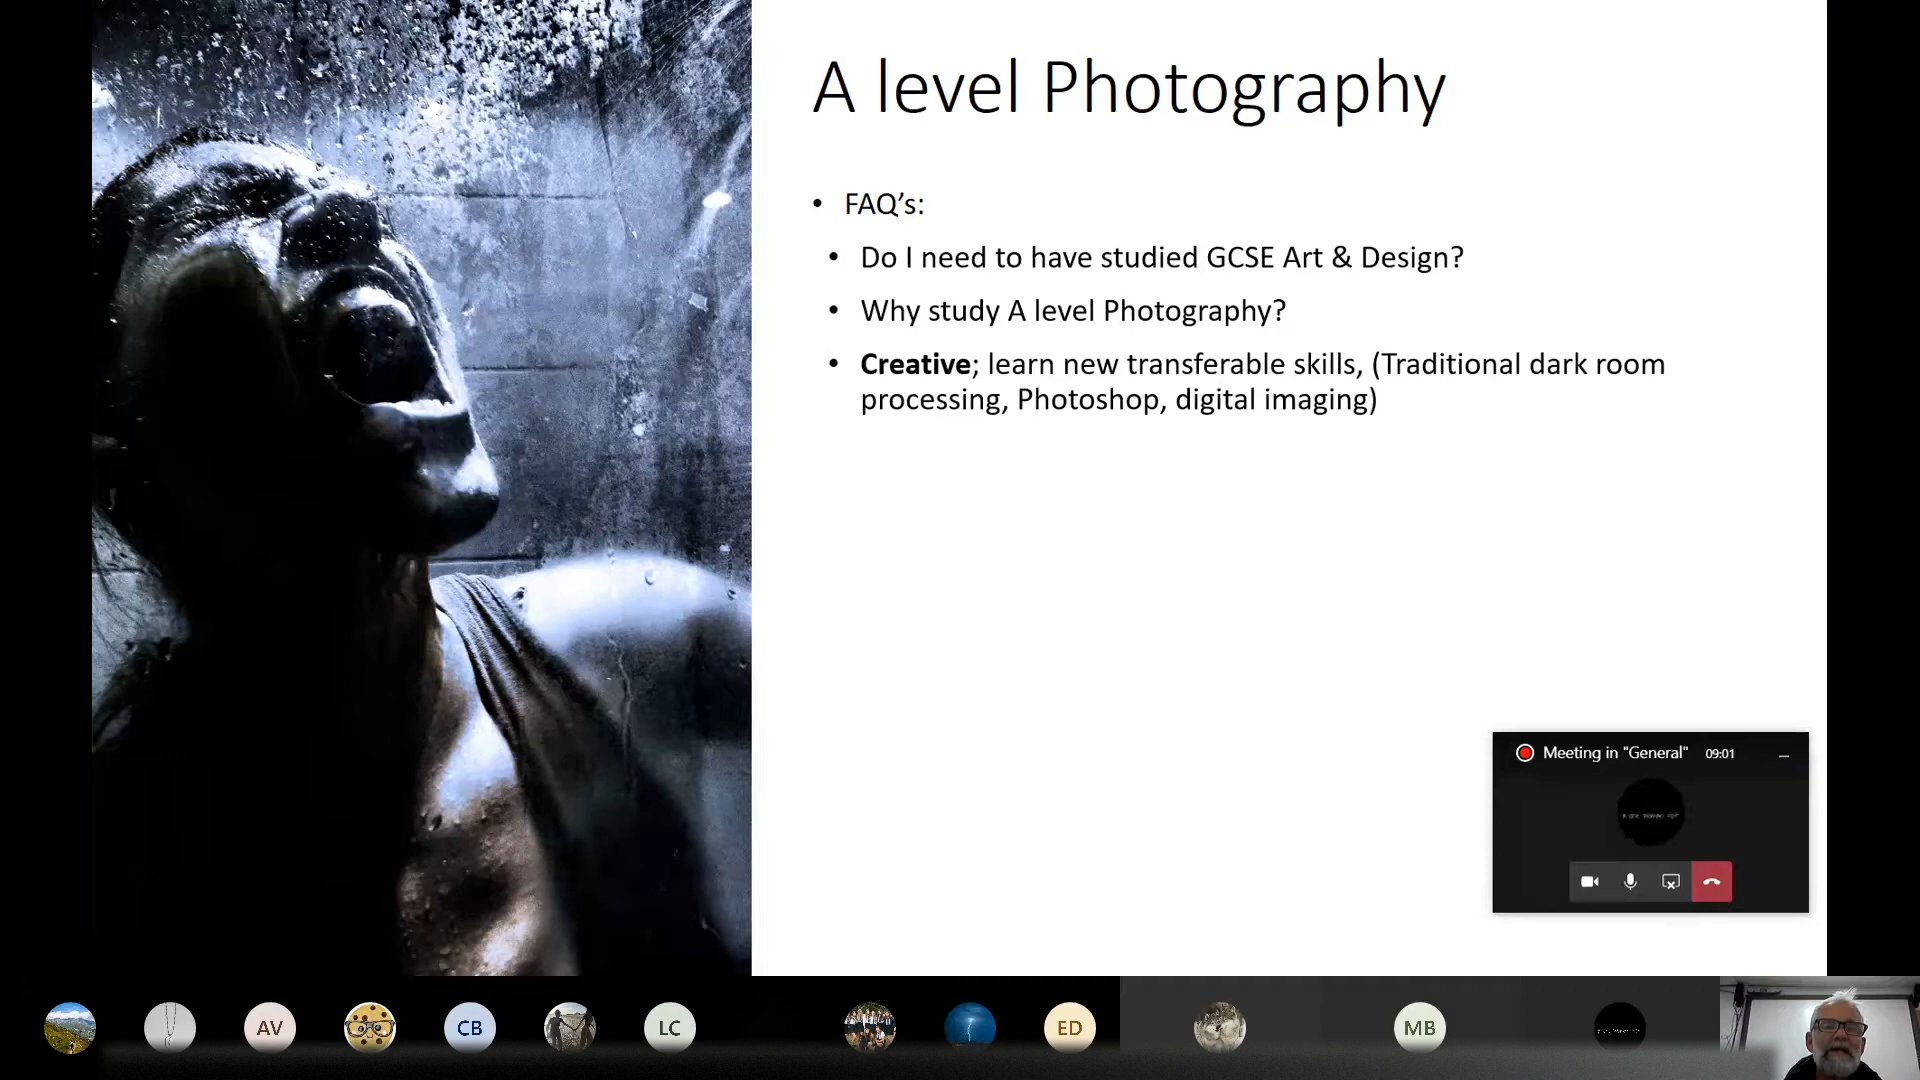 A level Photography
• FAQ’s:
• Do I need to have studied GCSE Art & Design?
• Why study A level Photography?
• Creative; learn new transferable skills, (Traditional dark room
processing, Photoshop, digital imaging)
Meeting in "General" 09:01
AV
CB
LC
ED
MB